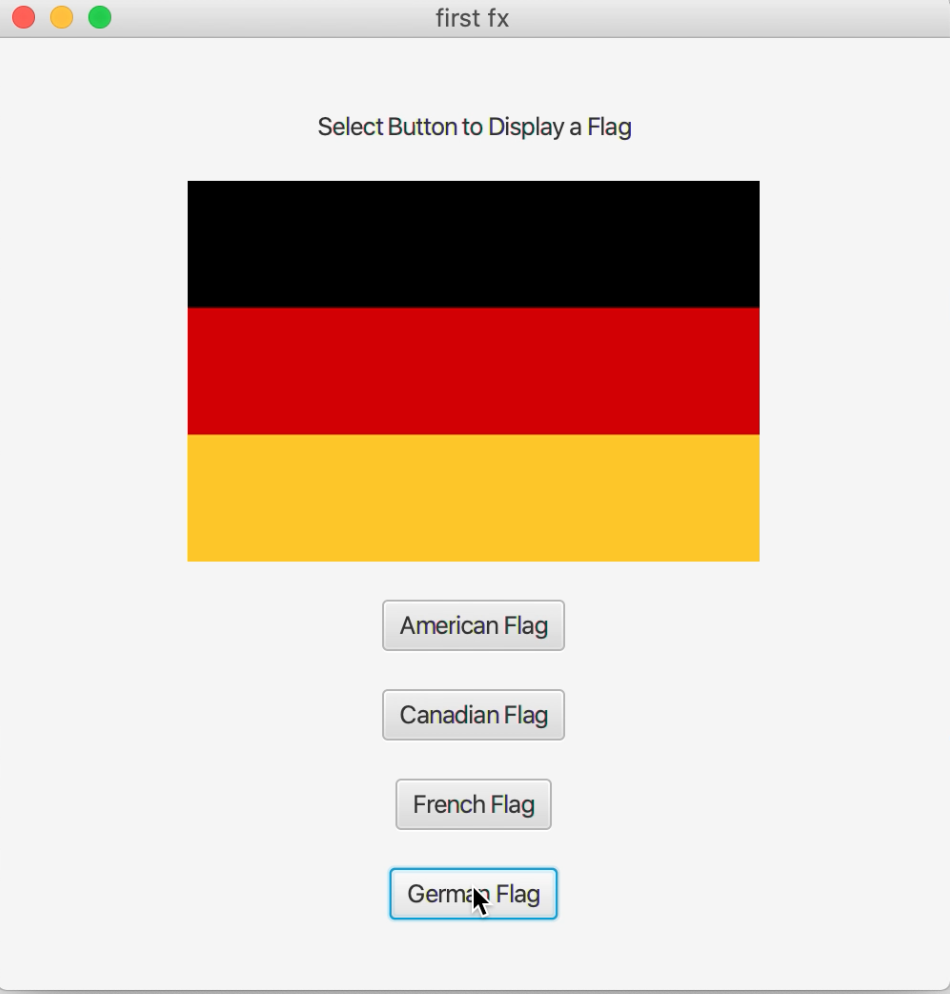 first fx
Select Button to Display a Flag
American Flag
Canadian Flag
French Flag
German Flag